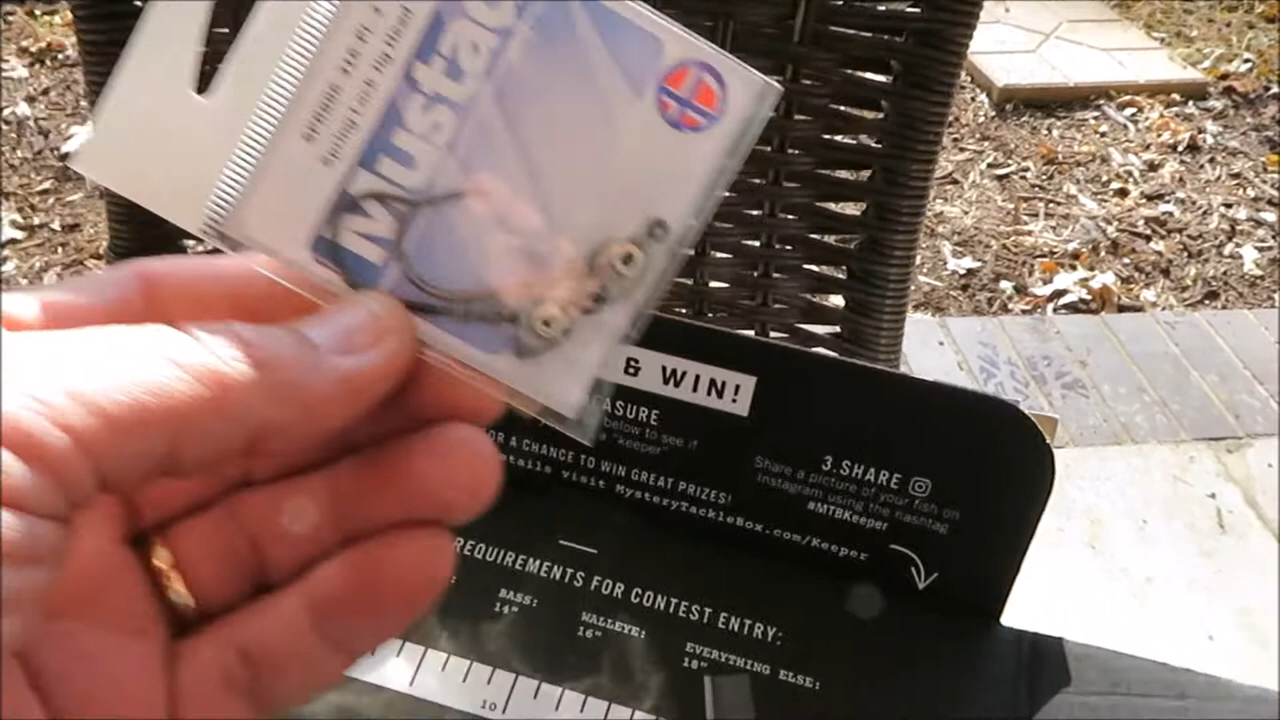 Musta
& WIN!
ASURE
below to see if
a "keeper"
OR A CHANCE TO WIN GREAT PRIZES!
tails visit MysteryTackleBox.com/Keeper
3.SHARE
Share a picture of your fish on
Instagram using the hashtag
#MTBKeeper
REQUIREMENTS FOR CONTEST ENTRY:
BASS:
14"
WALLEYE:
16"
EVERYTHING ELSE:
18"
10